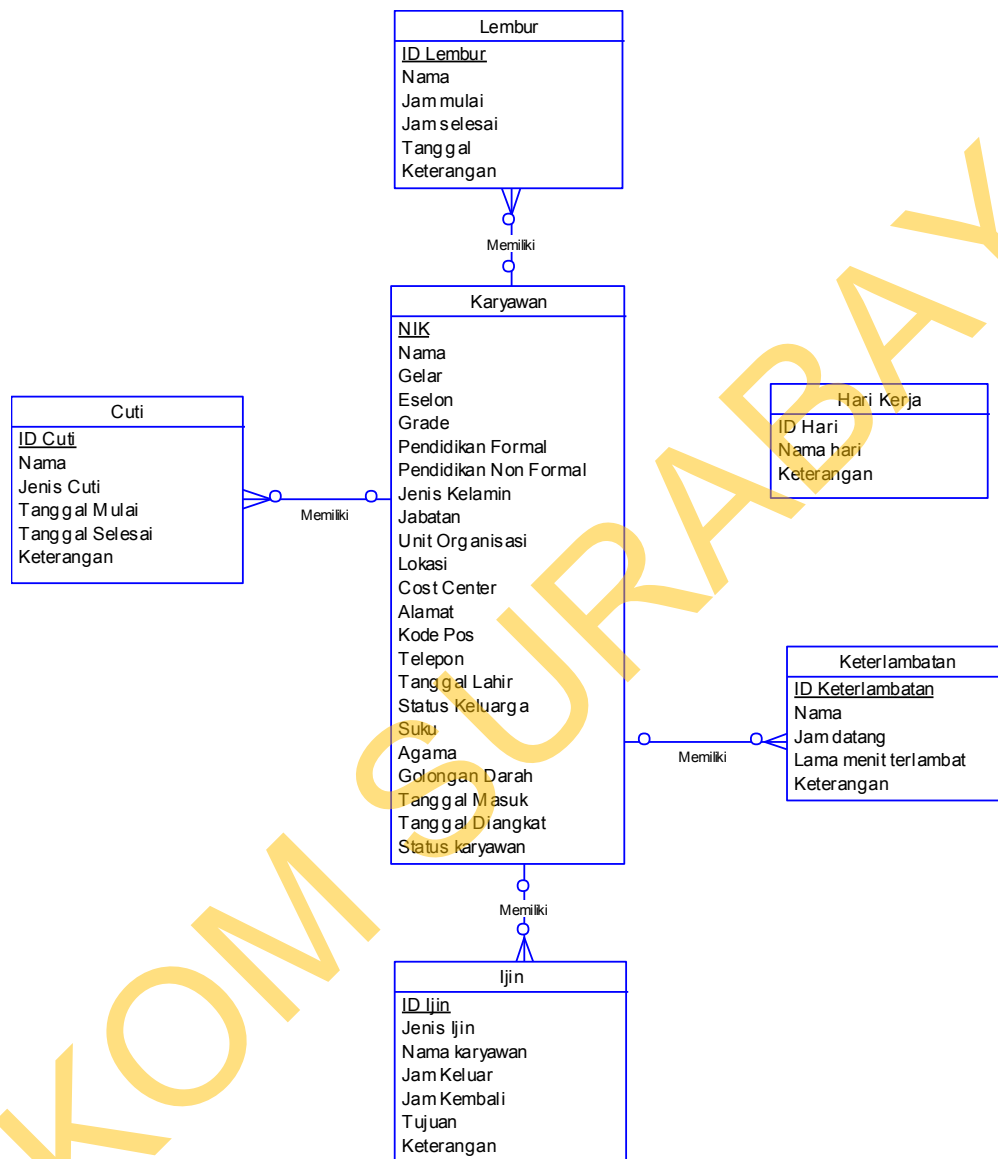 Lembur
ID Lembur
Nama
Jam mulai
Jam selesai
Tanggal
Keterangan
Memiliki
Karyawan
NIK
Nama
Gelar
Eselon
Grade
Pendidikan Formal
Pendidikan Non Formal
Jenis Kelamin
Jabatan
Unit Organisasi
Lokasi
Cost Center
Alamat
Kode Pos
Telepon
Tanggal Lahir
Status Keluarga
Suku
Agama
Golongan Darah
Tanggal Masuk
Tanggal Diangkat
Status karyawan
Cuti
ID Cuti
Nama
Jenis Cuti
Tanggal Mulai
Tanggal Selesai
Keterangan
Memiliki
Hari Kerja
ID Hari
Nama hari
Keterangan
Memiliki
Keterlambatan
ID Keterlambatan
Nama
Jam datang
Lama menit terlambat
Keterangan
Memiliki
Ijin
ID Ijin
Jenis Ijin
Nama karyawan
Jam Keluar
Jam Kembali
Tujuan
Keterangan
KOM SURABAY